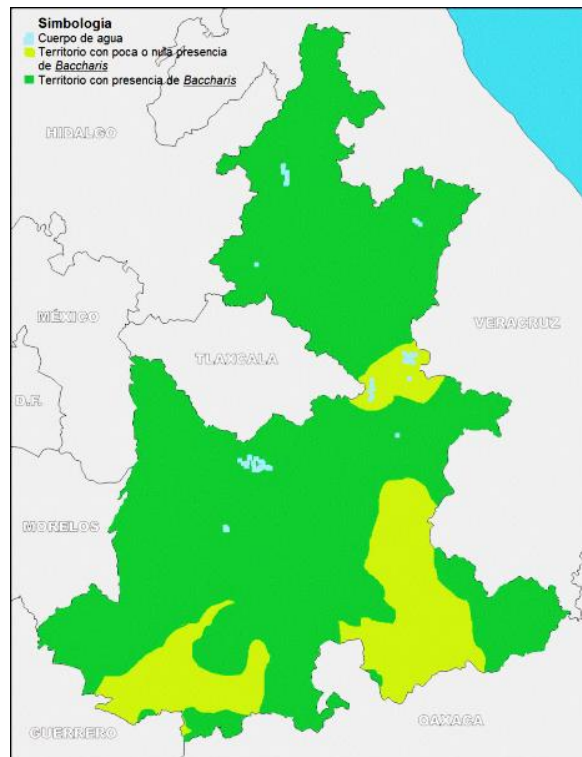 Simbología
Cuerpo de agua
Territorio con poca o nula presencia
de Baccharis
Territorio con presencia de Baccharis
HIDALGO
MÉXICO
TLAXCALA
VERACRUZ
D.F.
MORELOS
GUERRERO
OAXACA